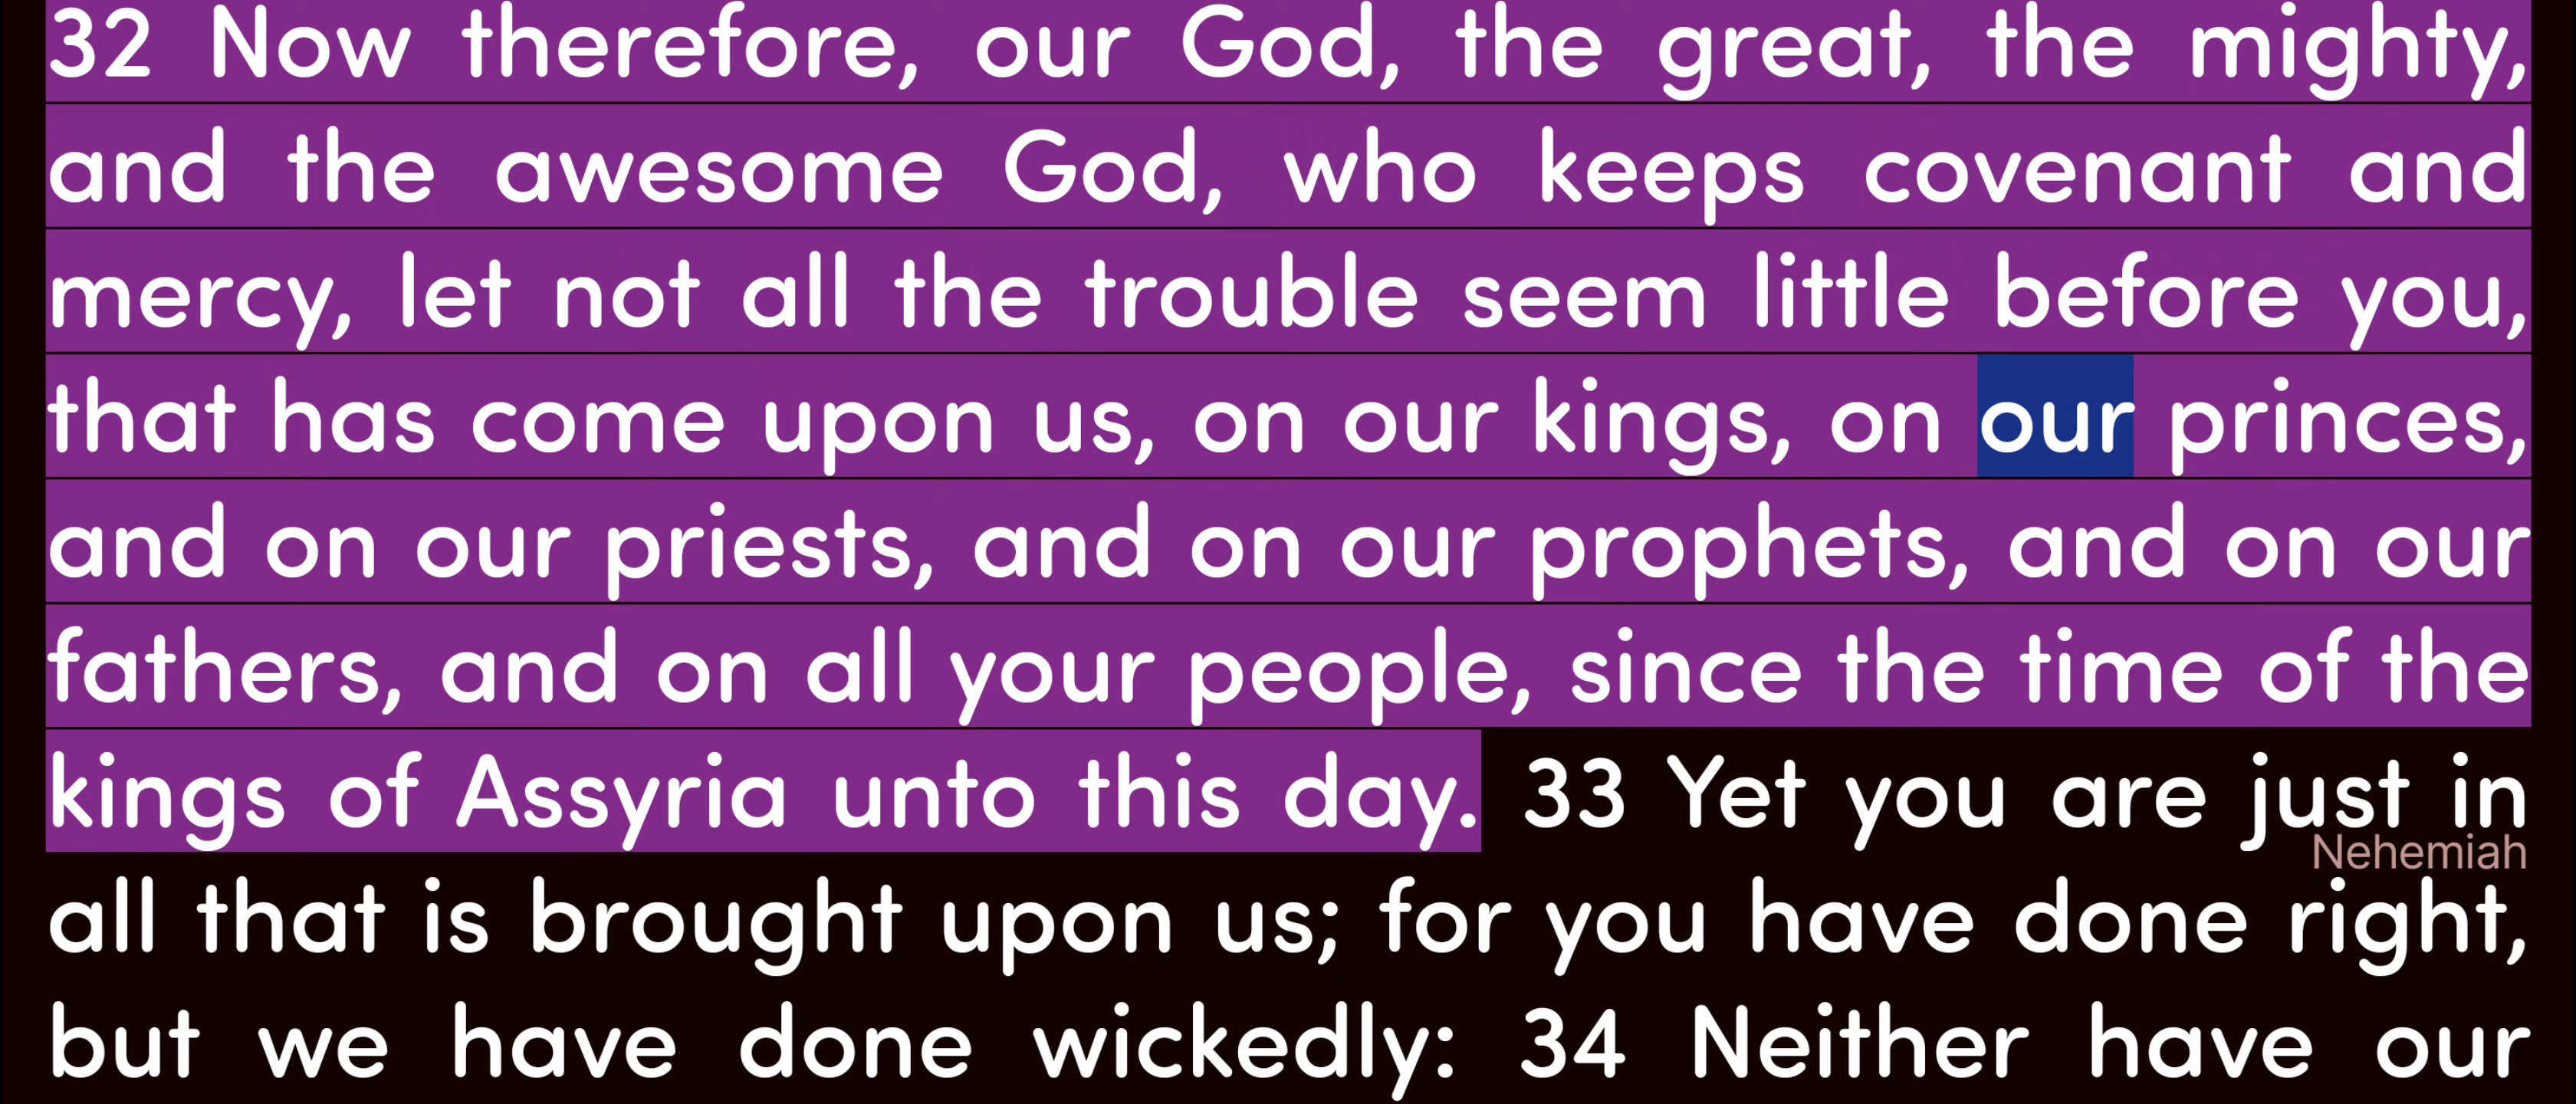 32 Now therefore, our God, the great, the mighty,
and the awesome God, who keeps covenant and
mercy, let not all the trouble seem little before you,
that has come upon us, on our kings, on our princes,
and on our priests, and on our prophets, and on our
fathers, and on all your people, since the time of the
kings of Assyria unto this day. 33 Yet you are just in
Nehemiah
all that is brought upon us; for you have done right,
but we have done wickedly: 34 Neither have our